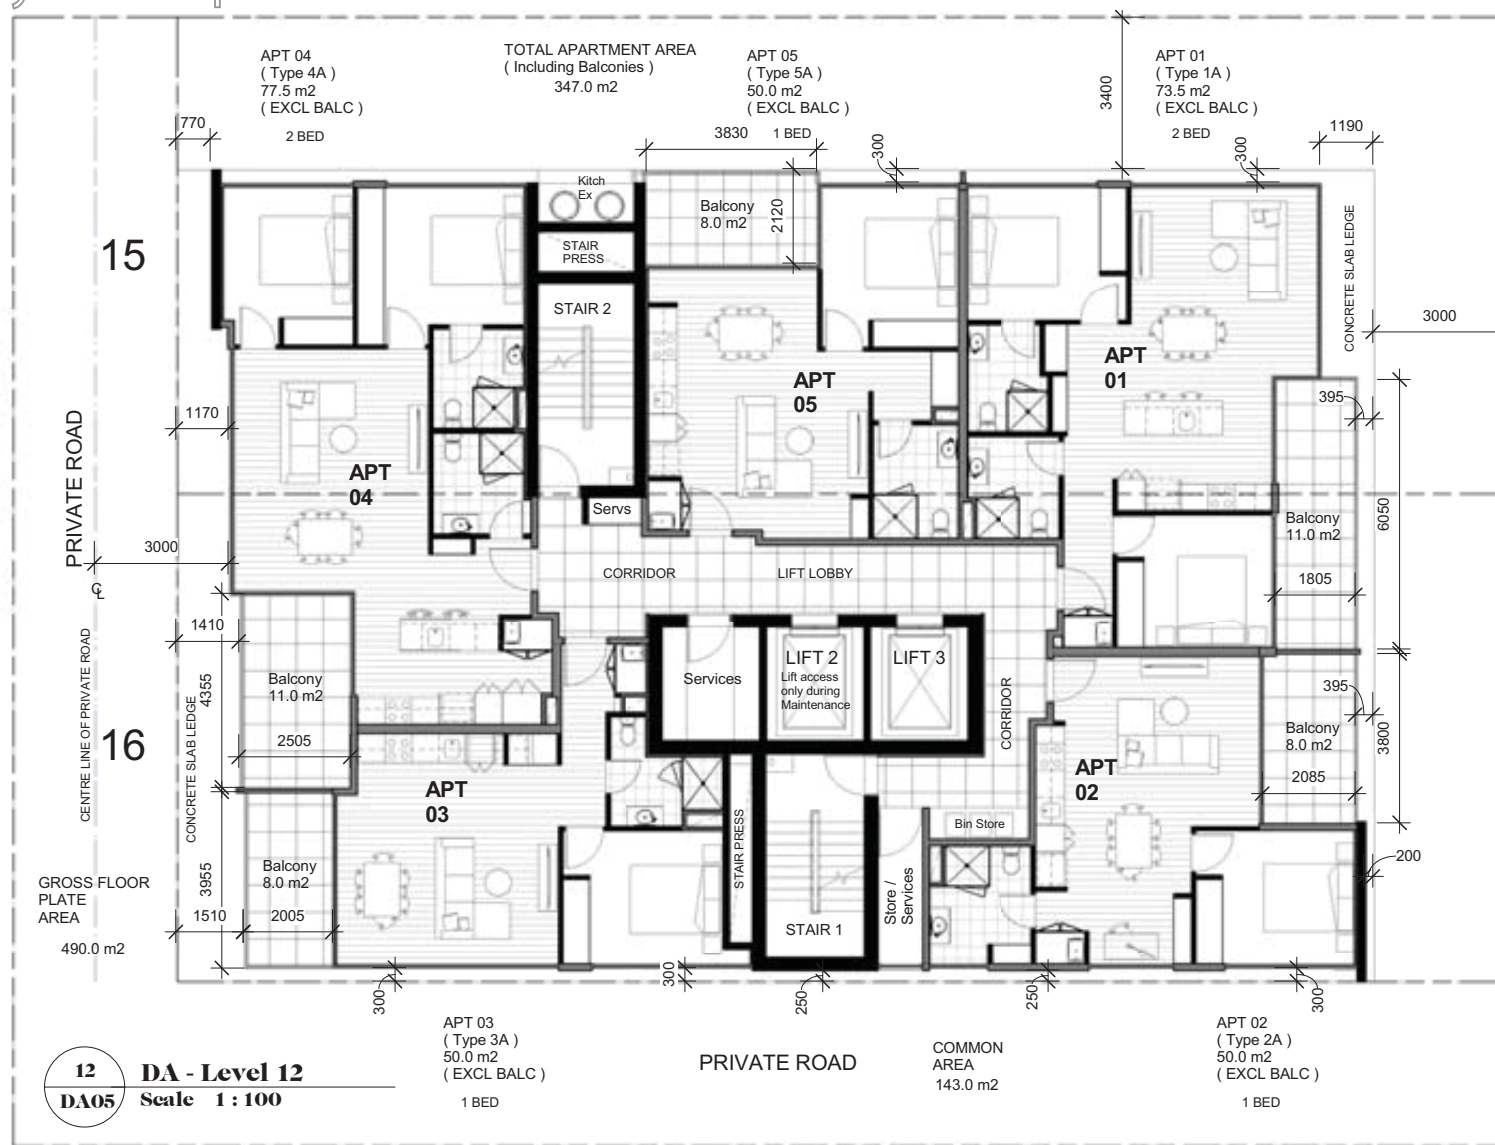 APT 04
( Type 4A )
77.5 m2
( EXCL BALC )
2 BED
TOTAL APARTMENT AREA
( Including Balconies )
347.0 m2
APT 05
( Type 5A )
50.0 m2
( EXCL BALC )
1 BED
APT 01
( Type 1A )
73.5 m2
( EXCL BALC )
2 BED
3400
770
3830
300
300
1190
15
Kitch
Ex
STAIR
PRESS
STAIR 2
Balcony
8.0 m2
2120
CONCRETE SLAB LEDGE
3000
APT
01
APT
05
395
1170
PRIVATE ROAD
APT
04
Servs
Balcony
11.0 m2
6050
3000
CORRIDOR
LIFT LOBBY
1805
1410
CENTRE LINE OF PRIVATE ROAD
CONCRETE SLAB LEDGE
4355
Balcony
11.0 m2
Services
LIFT 2
Lift access
only during
Maintenance
LIFT 3
CORRIDOR
395
Balcony
8.0 m2
3800
16
2505
2085
APT
03
APT
02
STAIR PRESS
Bin Store
200
Balcony
8.0 m2
3955
GROSS FLOOR
PLATE
AREA
490.0 m2
1510
2005
STAIR 1
Store /
Services
300
300
250
250
300
APT 03
( Type 3A )
50.0 m2
( EXCL BALC )
1 BED
PRIVATE ROAD
COMMON
AREA
143.0 m2
APT 02
( Type 2A )
50.0 m2
( EXCL BALC )
1 BED
12
DA05
DA - Level 12
Scale 1 : 100